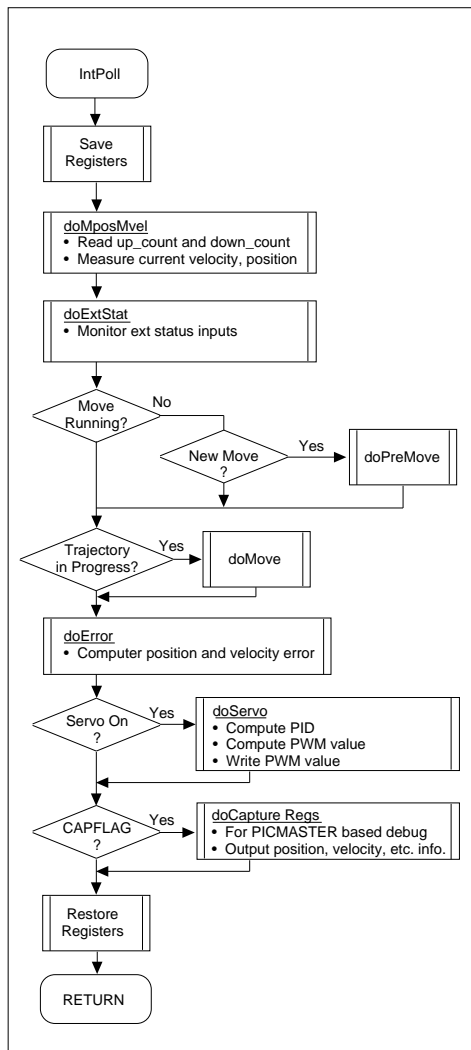 IntPoll
Save
Registers
doMposMvel
• Read up_count and down_count
• Measure current velocity, position
doExtStat
• Monitor ext status inputs
Move
Running?
No
New Move
?
Yes
doPreMove
Trajectory
in Progress?
Yes
doMove
doError
• Computer position and velocity error
Servo On
?
Yes
doServo
• Compute PID
• Compute PWM value
• Write PWM value
CAPFLAG
?
Yes
doCapture Regs
• For PICMASTER based debug
• Output position, velocity, etc. info.
Restore
Registers
RETURN